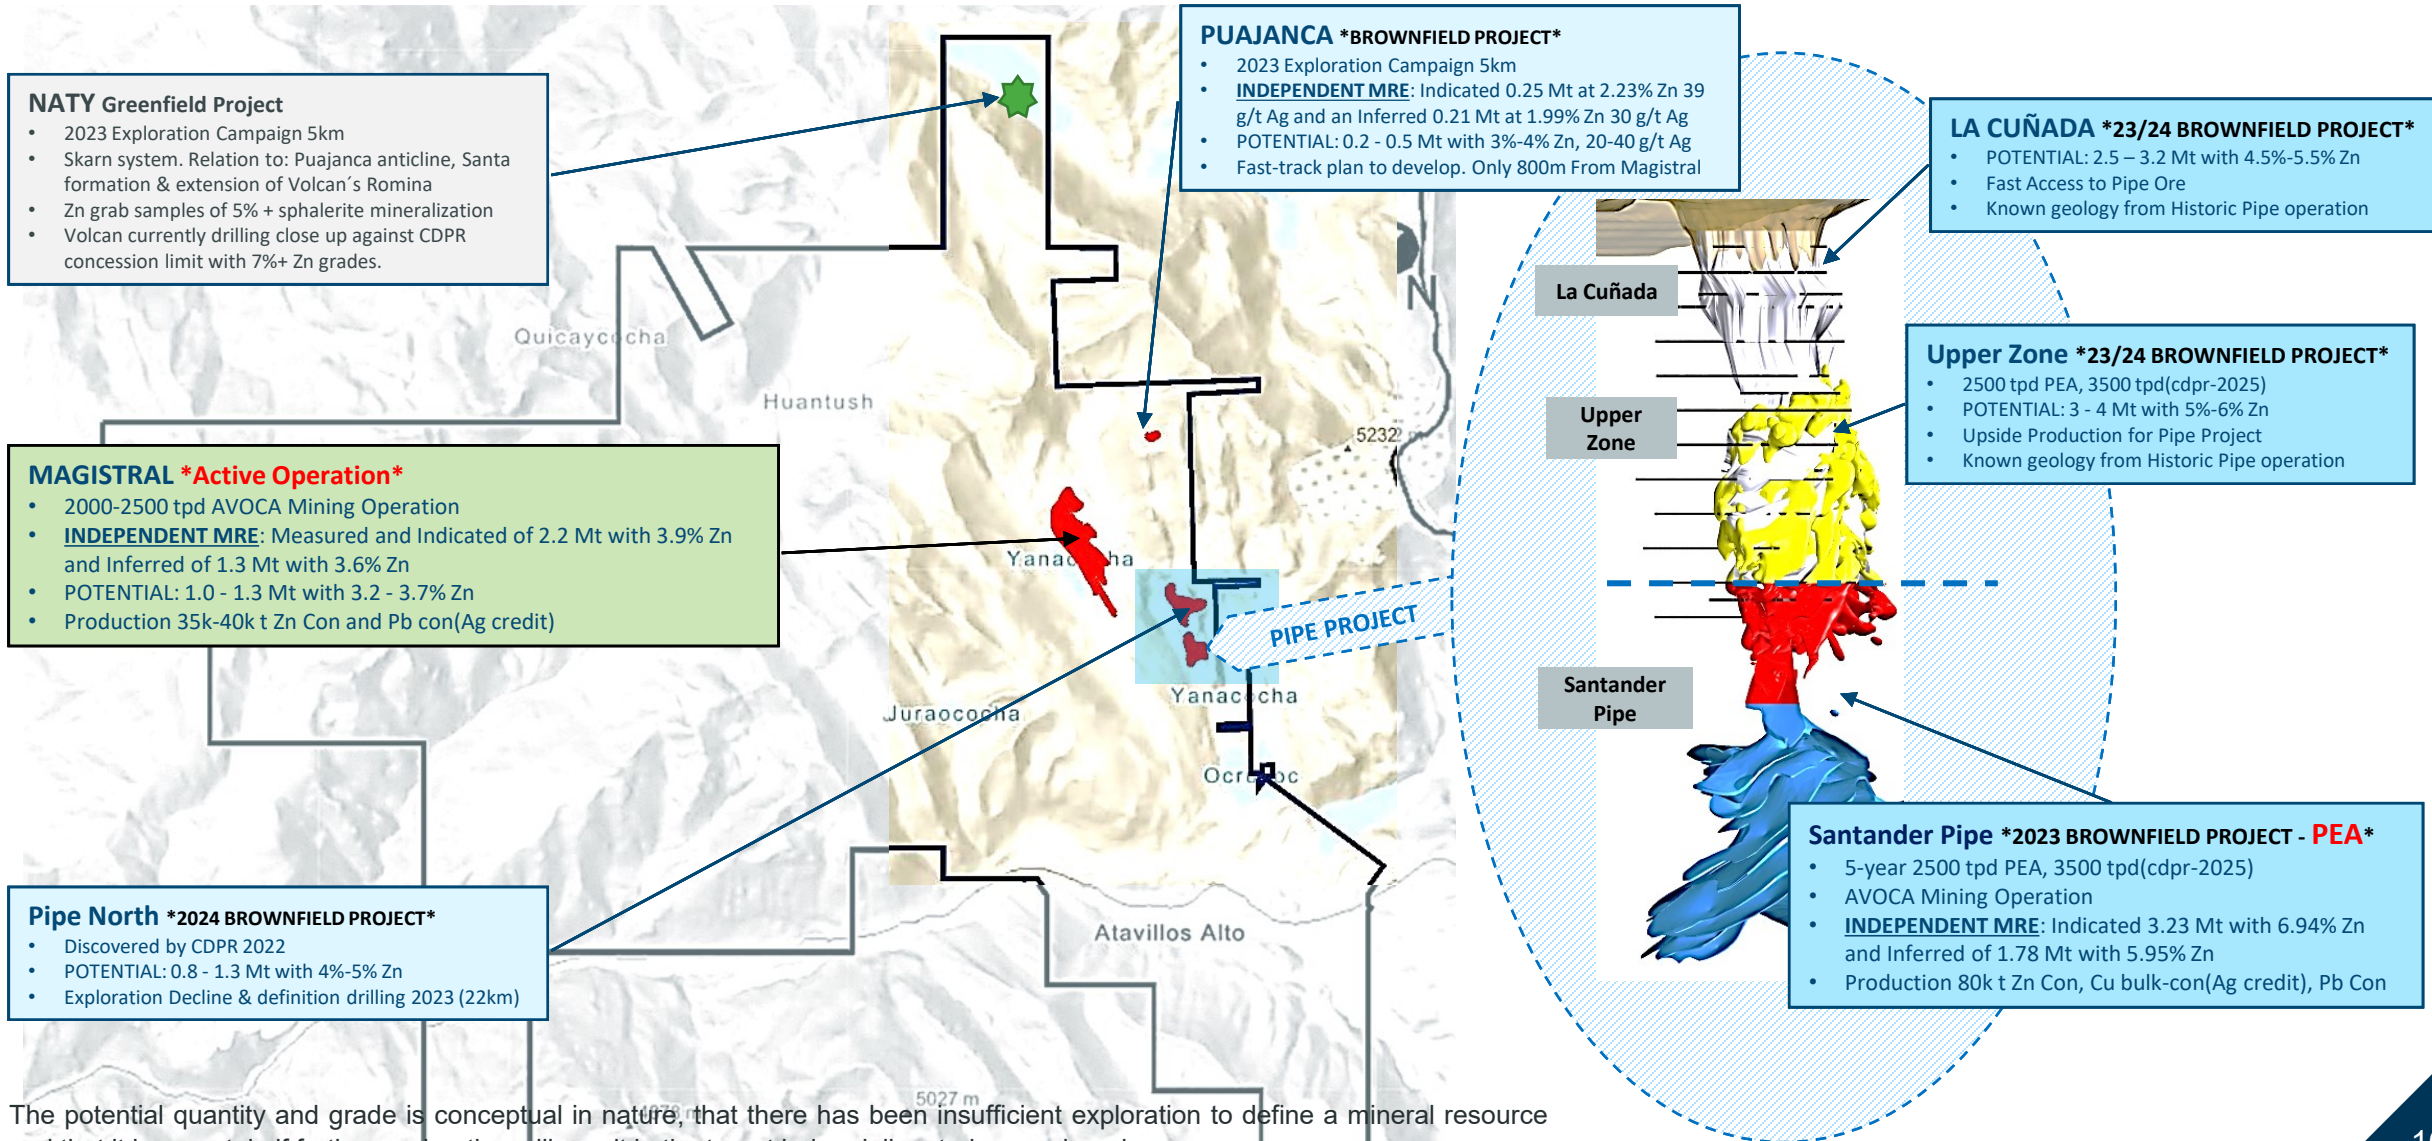 NATY Greenfield Project
• 2023 Exploration Campaign 5km
• Skarn system. Relation to: Puajanca anticline, Santa
formation & extension of Volcan´s Romina
• Zn grab samples of 5% + sphalerite mineralization
• Volcan currently drilling close up against CDPR
concession limit with 7%+ Zn grades.
PUAJANCA *BROWNFIELD PROJECT*
• 2023 Exploration Campaign 5km
• INDEPENDENT MRE: Indicated 0.25 Mt at 2.23% Zn 39
g/t Ag and an Inferred 0.21 Mt at 1.99% Zn 30 g/t Ag
• POTENTIAL: 0.2 - 0.5 Mt with 3%-4% Zn, 20-40 g/t Ag
• Fast-track plan to develop. Only 800m From Magistral
LA CUÑADA *23/24 BROWNFIELD PROJECT*
• POTENTIAL: 2.5 – 3.2 Mt with 4.5%-5.5% Zn
• Fast Access to Pipe Ore
• Known geology from Historic Pipe operation
La Cuñada
N
Quicaycocha
Huantush
Upper Zone *23/24 BROWNFIELD PROJECT*
• 2500 tpd PEA, 3500 tpd(cdpr-2025)
• POTENTIAL: 3 - 4 Mt with 5%-6% Zn
• Upside Production for Pipe Project
• Known geology from Historic Pipe operation
Upper
Zone
5232
MAGISTRAL *Active Operation*
• 2000-2500 tpd AVOCA Mining Operation
• INDEPENDENT MRE: Measured and Indicated of 2.2 Mt with 3.9% Zn
and Inferred of 1.3 Mt with 3.6% Zn
• POTENTIAL: 1.0 - 1.3 Mt with 3.2 - 3.7% Zn
• Production 35k-40k t Zn Con and Pb con(Ag credit)
Yanacocha
PIPE PROJECT
Santander
Pipe
Yanacocha
Juraococha
Santander Pipe *2023 BROWNFIELD PROJECT - PEA*
• 5-year 2500 tpd PEA, 3500 tpd(cdpr-2025)
• AVOCA Mining Operation
• INDEPENDENT MRE: Indicated 3.23 Mt with 6.94% Zn
and Inferred of 1.78 Mt with 5.95% Zn
• Production 80k t Zn Con, Cu bulk-con(Ag credit), Pb Con
Pipe North *2024 BROWNFIELD PROJECT*
• Discovered by CDPR 2022
• POTENTIAL: 0.8 - 1.3 Mt with 4%-5% Zn
• Exploration Decline & definition drilling 2023 (22km)
Atavillos Alto
5027 m
The potential quantity and grade is conceptual in nature, that there has been insufficient exploration to define a mineral resource